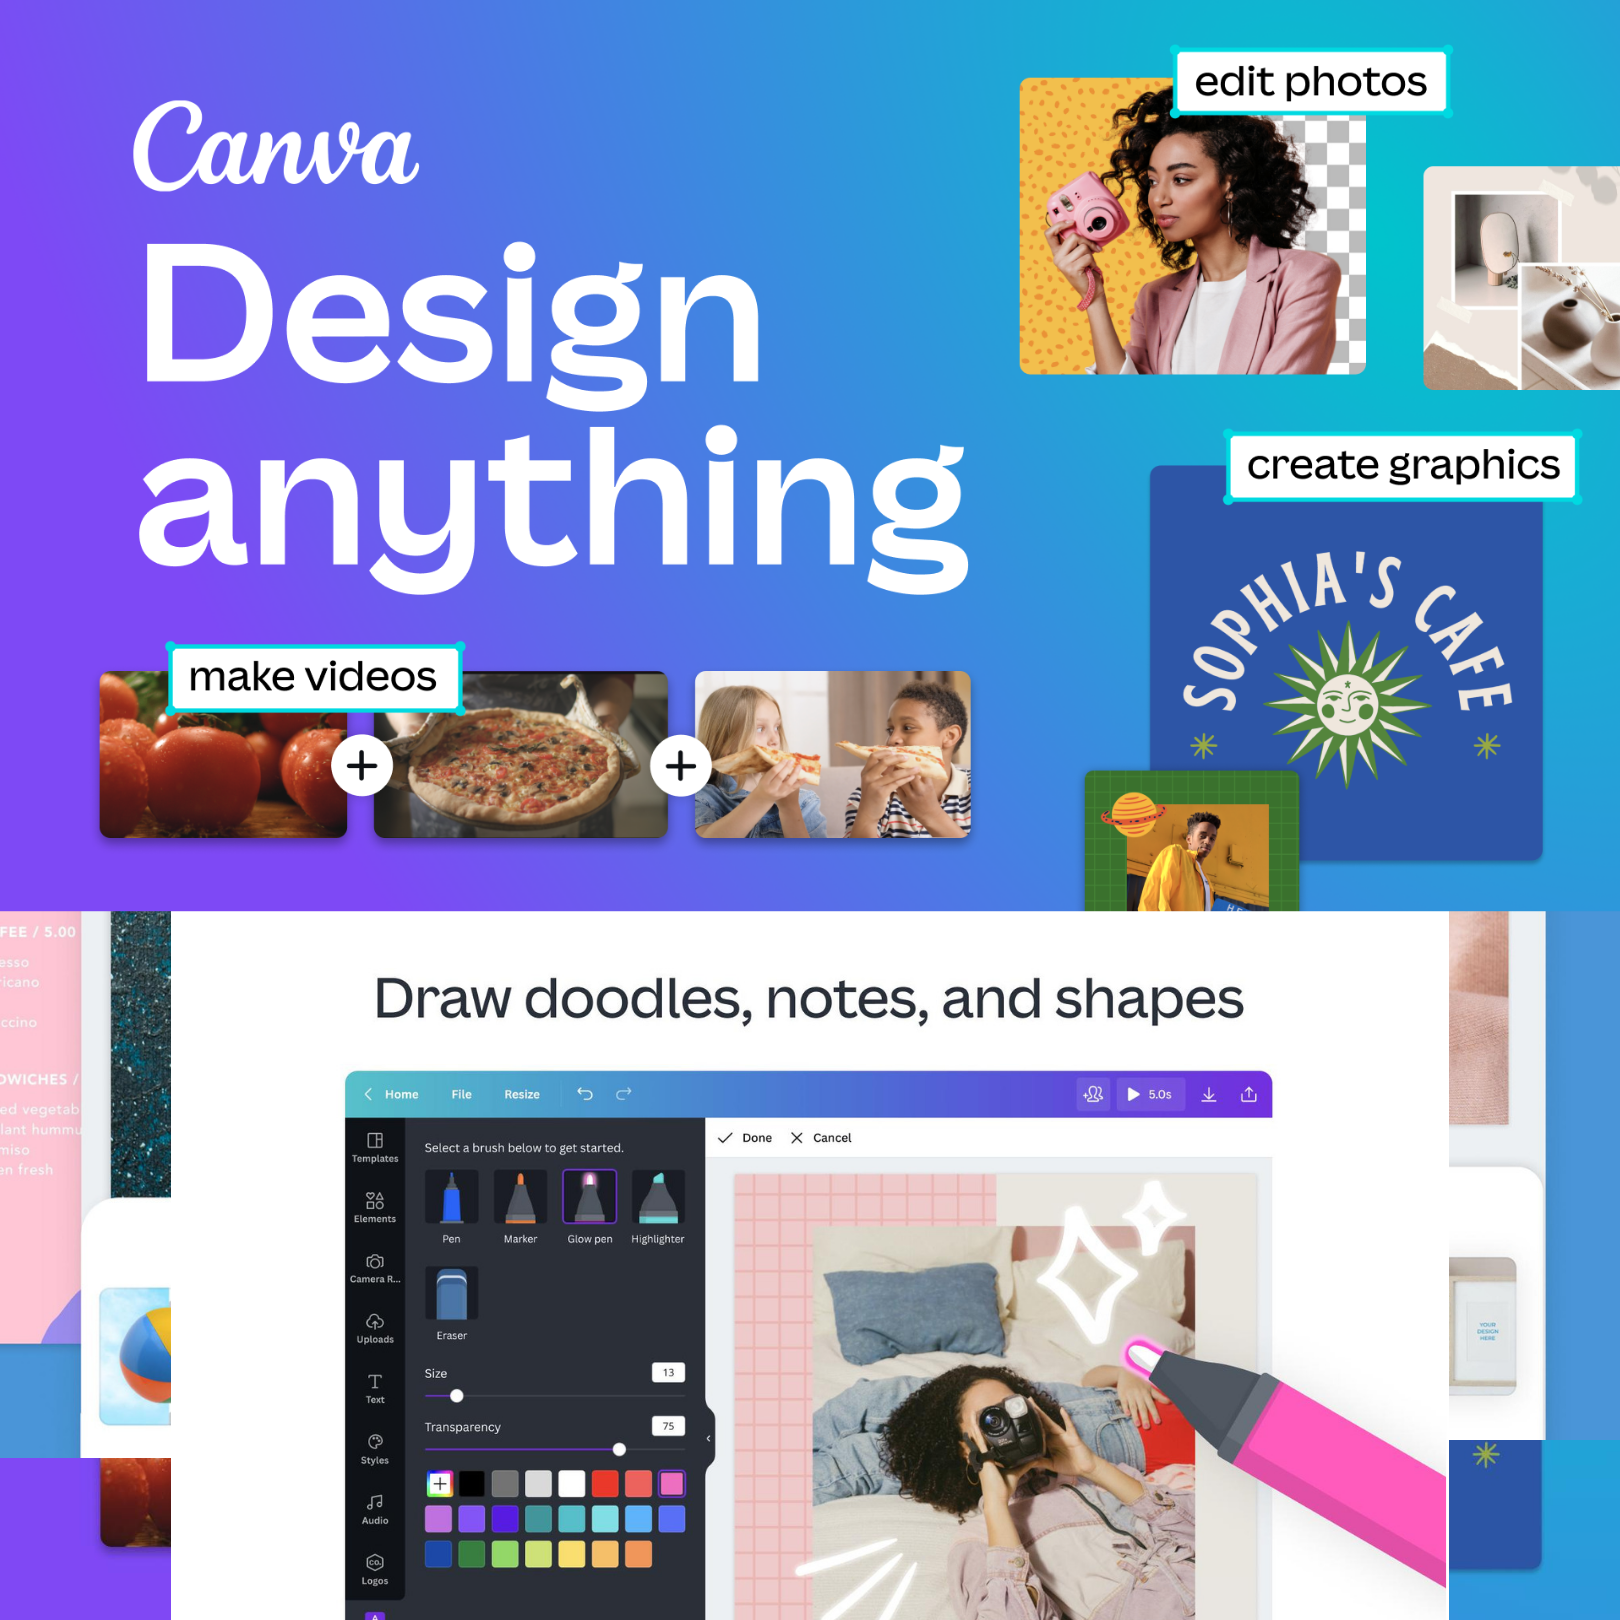 edit photos
Canva
Design
anything
create graphics
SOPHIA'S CAFE
make videos
FEE / 5.00
esso
ricano
ccino
OWICHES /
ed vegetab
lant hummu
miso
en fresh
Draw doodles, notes, and shapes
Home File Resize 5.0s
Templates
Elements
Camera R...
Uploads
Text
Styles
Audio
CO.
Logos
Select a brush below to get started.
Pen Marker Glow pen Highlighter
Eraser
Size 13
Transparency 75
Done Cancel
YOUR
DESIGN
HERE